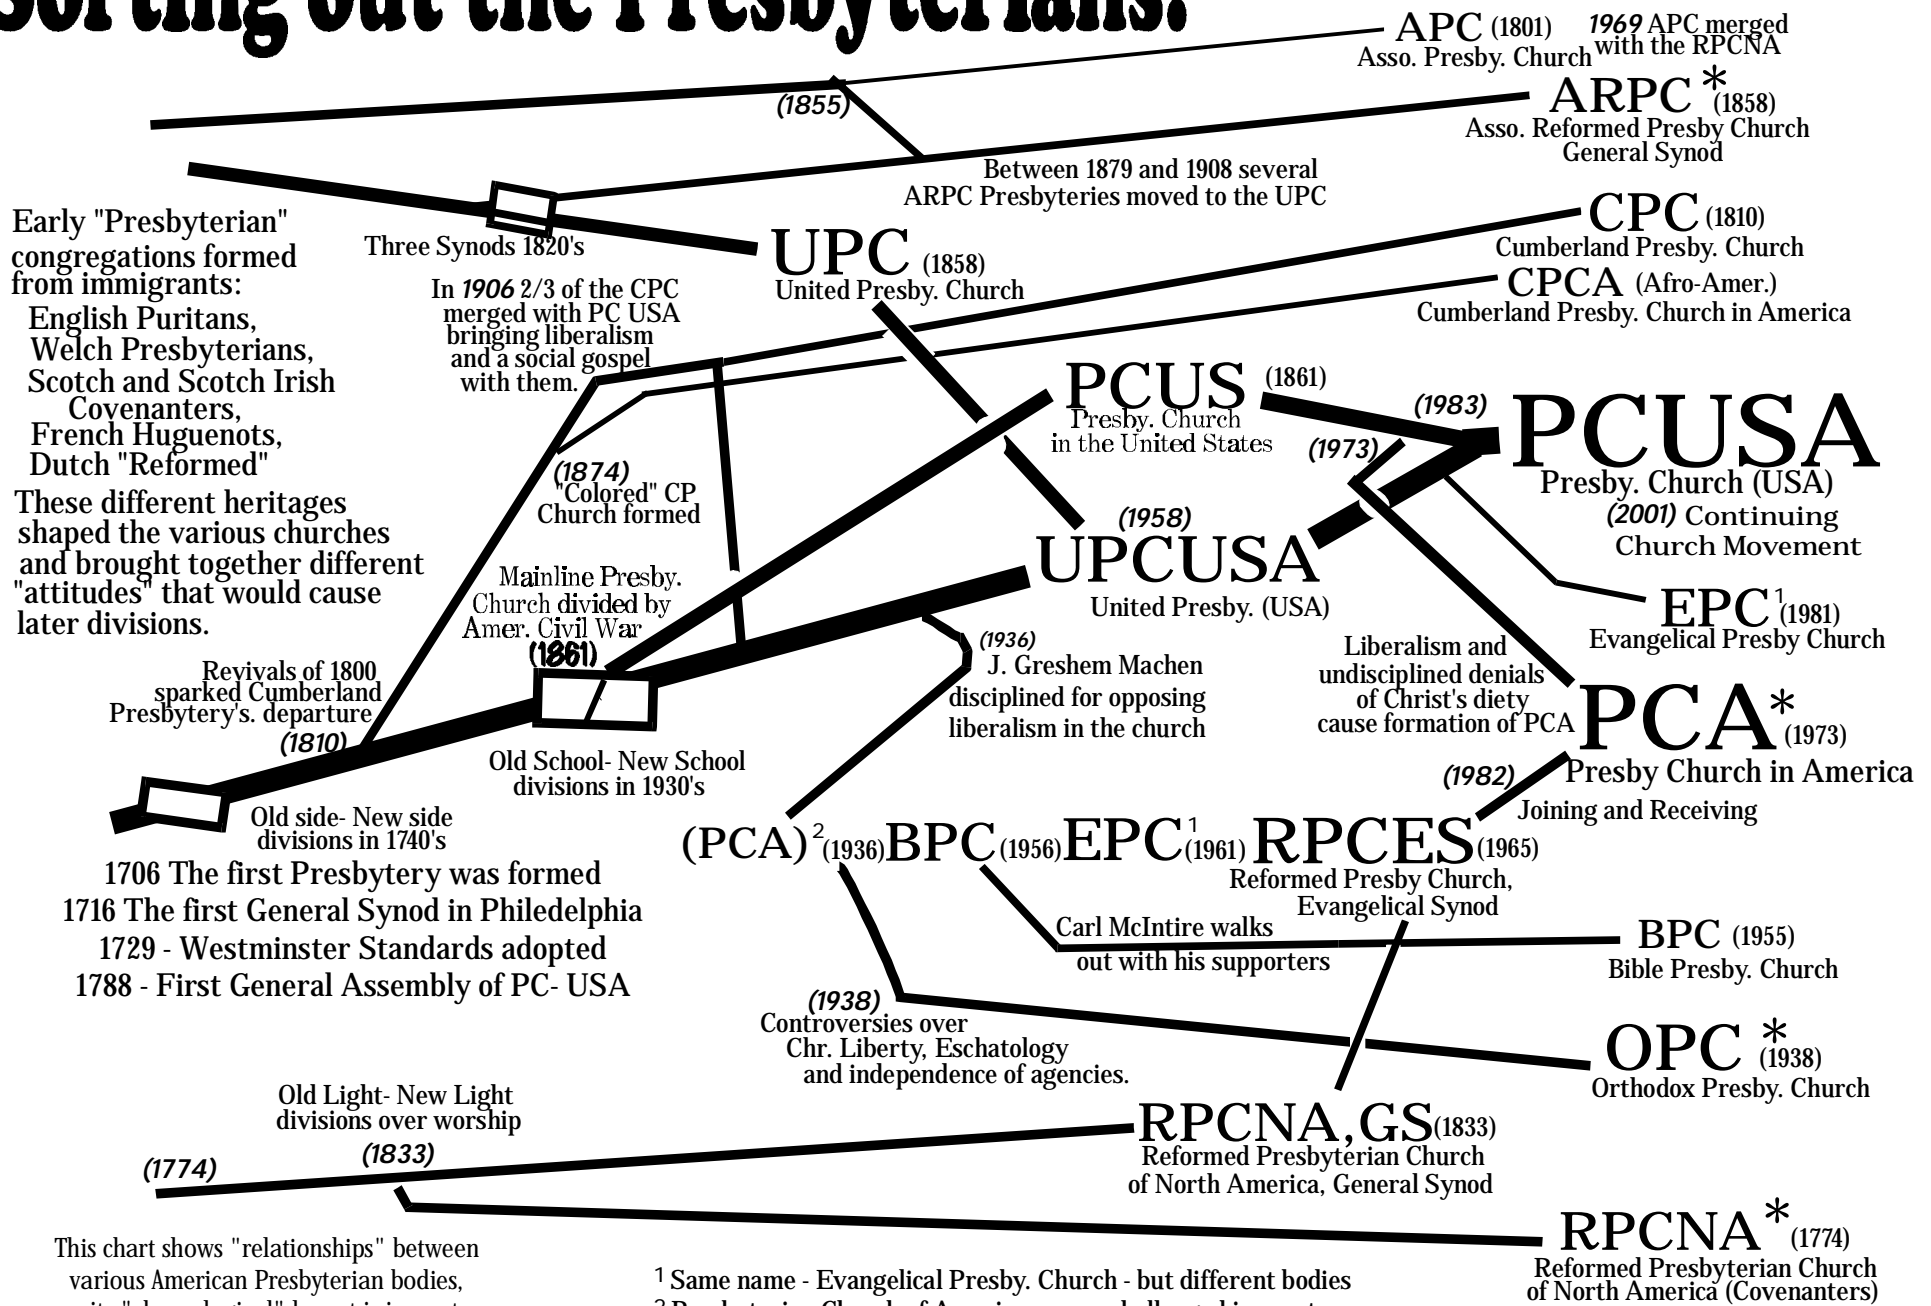 Sorting out the Presbyterians:
APC (1801)
Asso. Presby. Church
1969 APC merged
with the RPCNA
(1855)
ARPC * (1858)
Asso. Reformed Presby Church
General Synod
Between 1879 and 1908 several
ARPC Presbyteries moved to the UPC
CPC (1810)
Cumberland Presby. Church
CPCA (Afro-Amer.)
Cumberland Presby. Church in America
Three Synods 1820's
UPC (1858)
United Presby. Church
Early "Presbyterian"
congregations formed
from immigrants:
English Puritans,
Welch Presbyterians,
Scotch and Scotch Irish
Covenanters,
French Huguenots,
Dutch "Reformed"
These different heritages
shaped the various churches
and brought together different
"attitudes" that would cause
later divisions.
In 1906 2/3 of the CPC
merged with PC USA
bringing liberalism
and a social gospel
with them.
(1874)
"Colored" CP
Church formed
PCUS (1861)
Presby. Church
in the United States
(1983)
(1973)
PCUSA
Presby. Church (USA)
(2001) Continuing
Church Movement
(1958)
UPCUSA
United Presby. (USA)
Mainline Presby.
Church divided by
Amer. Civil War
(1861)
EPC 1 (1981)
Evangelical Presby Church
(1936)
J. Greshem Machen
disciplined for opposing
liberalism in the church
Liberalism and
undisciplined denials
of Christ's diety
cause formation of PCA
PCA * (1973)
Presby Church in America
(1982)
Joining and Receiving
Revivals of 1800
sparked Cumberland
Presbytery's. departure
(1810)
Old School- New School
divisions in 1930's
Old side- New side
divisions in 1740's
1706 The first Presbytery was formed
1716 The first General Synod in Philedelphia
1729 - Westminster Standards adopted
1788 - First General Assembly of PC- USA
(PCA) 2 (1936) BPC (1956) EPC 1 (1961) RPCES (1965)
Reformed Presby Church,
Evangelical Synod
Carl McIntire walks
out with his supporters
BPC (1955)
Bible Presby. Church
(1938)
Controversies over
Chr. Liberty, Eschatology
and independence of agencies.
OPC * (1938)
Orthodox Presby. Church
Old Light- New Light
divisions over worship
(1774)
(1833)
RPCNA,GS (1833)
Reformed Presbyterian Church
of North America, General Synod
RPCNA * (1774)
Reformed Presbyterian Church
of North America (Covenanters)
This chart shows "relationships" between
various American Presbyterian bodies,
1 Same name - Evangelical Presby. Church - but different bodies